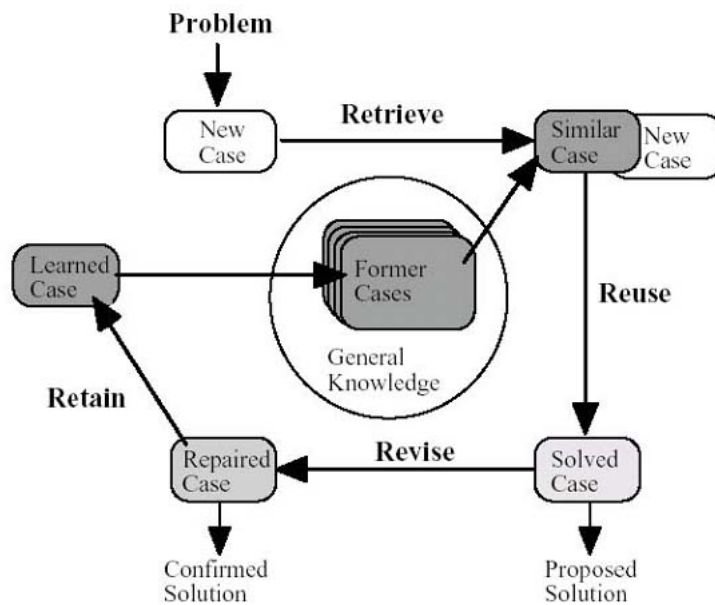 Problem
New
Case
Retrieve
Similar
Case
New
Case
Learned
Case
Former
Cases
General
Knowledge
Reuse
Retain
Repaired
Case
Revise
Solved
Case
Confirmed
Solution
Proposed
Solution